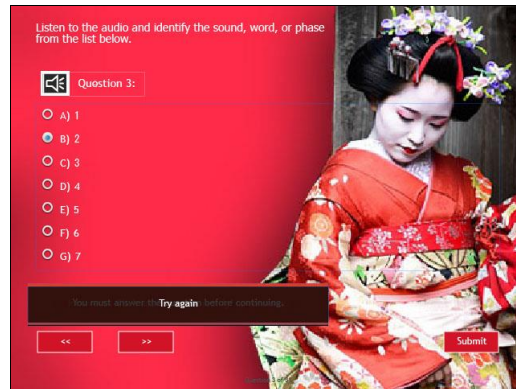 Listen to the audio and identify the sound, word, or phase
from the list below.
Question 3:
A) 1
B) 2
C) 3
D) 4
E) 5
F) 6
G) 7
You must answer the Try again before continuing.
<< >>
Submit